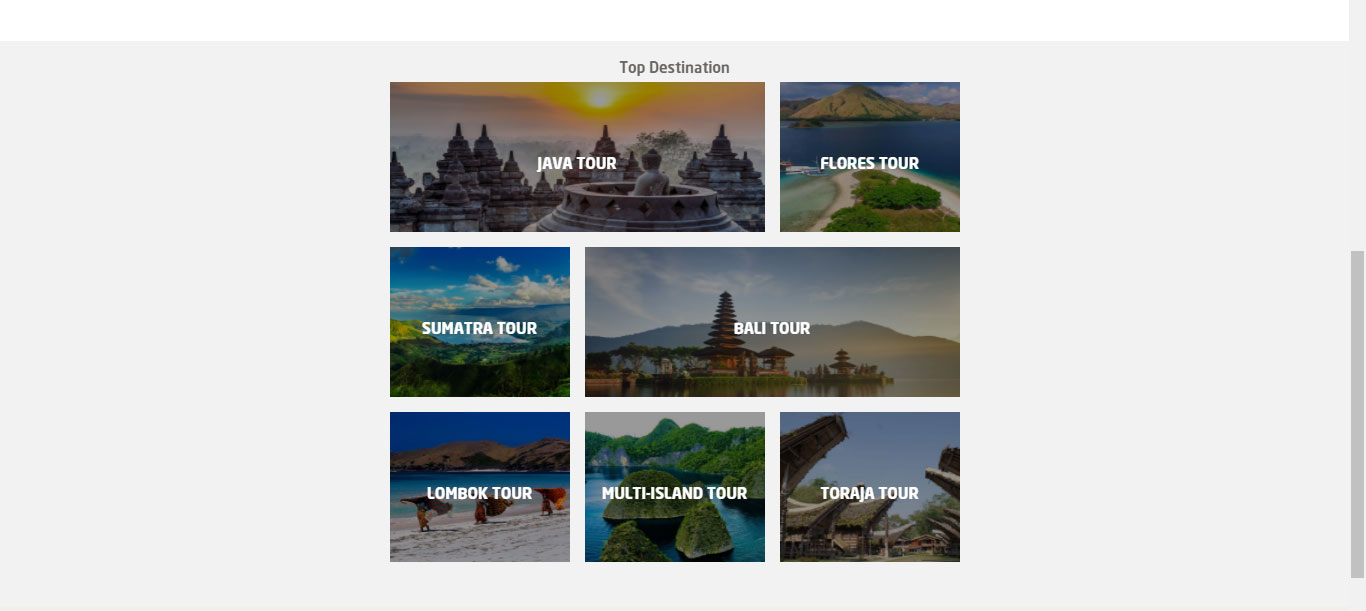 Top Destination
JAVA TOUR
FLORES TOUR
SUMATRA TOUR
BALI TOUR
LOMBOK TOUR
MULTI-ISLAND TOUR
TORAJA TOUR